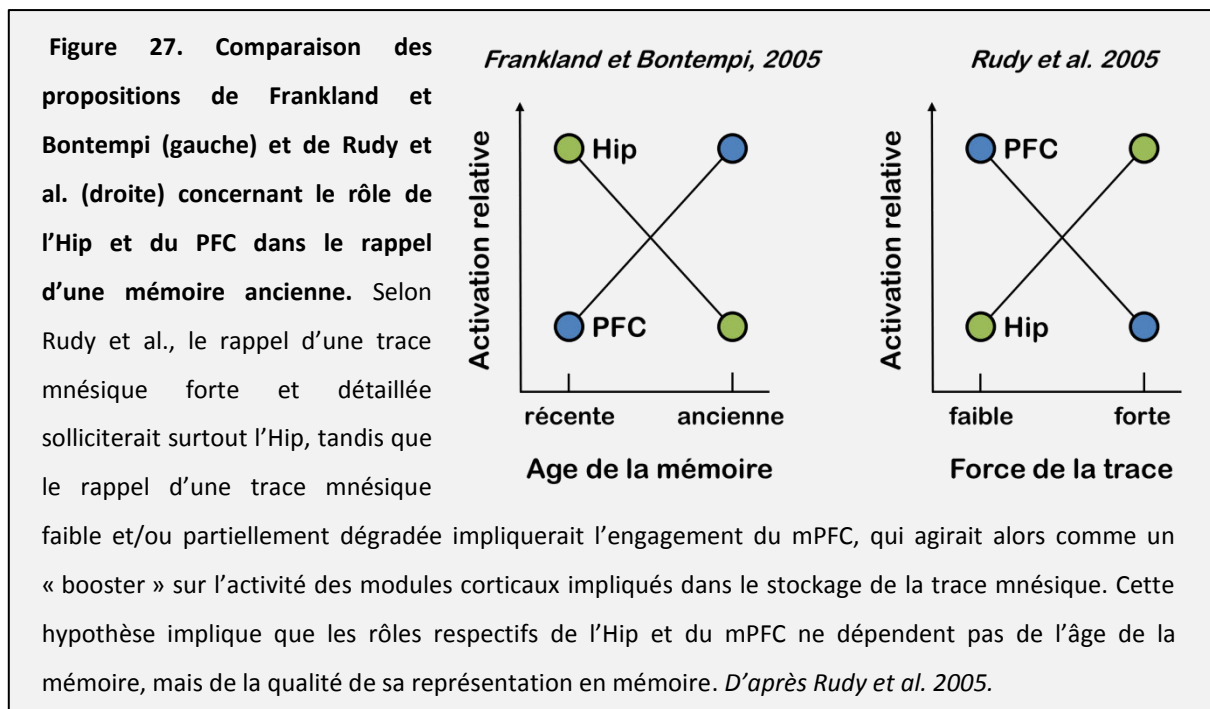 Figure 27. Comparaison des
propositions de Frankland et
Bontempi (gauche) et de Rudy et
al. (droite) concernant le rôle de
l’Hip et du PFC dans le rappel
d’une mémoire ancienne. Selon
Rudy et al., le rappel d’une trace
mnésique forte et détaillée
solliciterait surtout l’Hip, tandis que
le rappel d’une trace mnésique
faible et/ou partiellement dégradée impliquerait l’engagement du mPFC, qui agirait alors comme un
« booster » sur l’activité des modules corticaux impliqués dans le stockage de la trace mnésique. Cette
hypothèse implique que les rôles respectifs de l’Hip et du mPFC ne dépendent pas de l’âge de la
mémoire, mais de la qualité de sa représentation en mémoire. D’après Rudy et al. 2005.
Frankland et Bontempi, 2005
Activation relative
Hip
PFC
récente ancienne
Age de la mémoire
Rudy et al. 2005
Activation relative
PFC
Hip
faible forte
Force de la trace